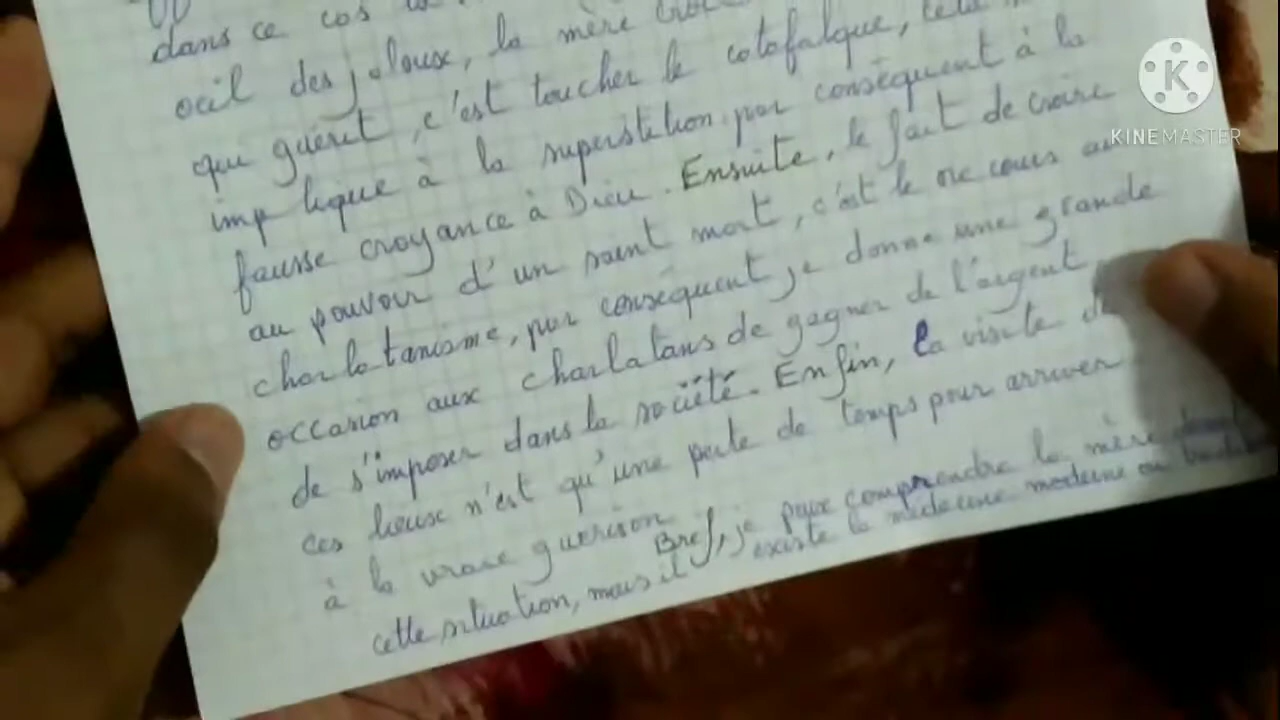 dans ce cas la
oeil des jaloux, la mère croi
qui guérit, c'est toucher le catafalque, cela
implique à la superstition par conséquent à la
fausse croyance à Dieu. Ensuite, le fait de croire
au pouvoir d'un saint mort, c'est le recours au
charlatanisme, par conséquent je donne une grande
occasion aux charlatans de gagner de l'argent
de s'imposer dans la société. Enfin, la visite de
ces lieux n'est qu'une perte de temps pour arriver
à la vraie guérison
Bref, je peux comprendre la mère
cette situation, mais il existe la médecine moderne ou
KINEMASTER